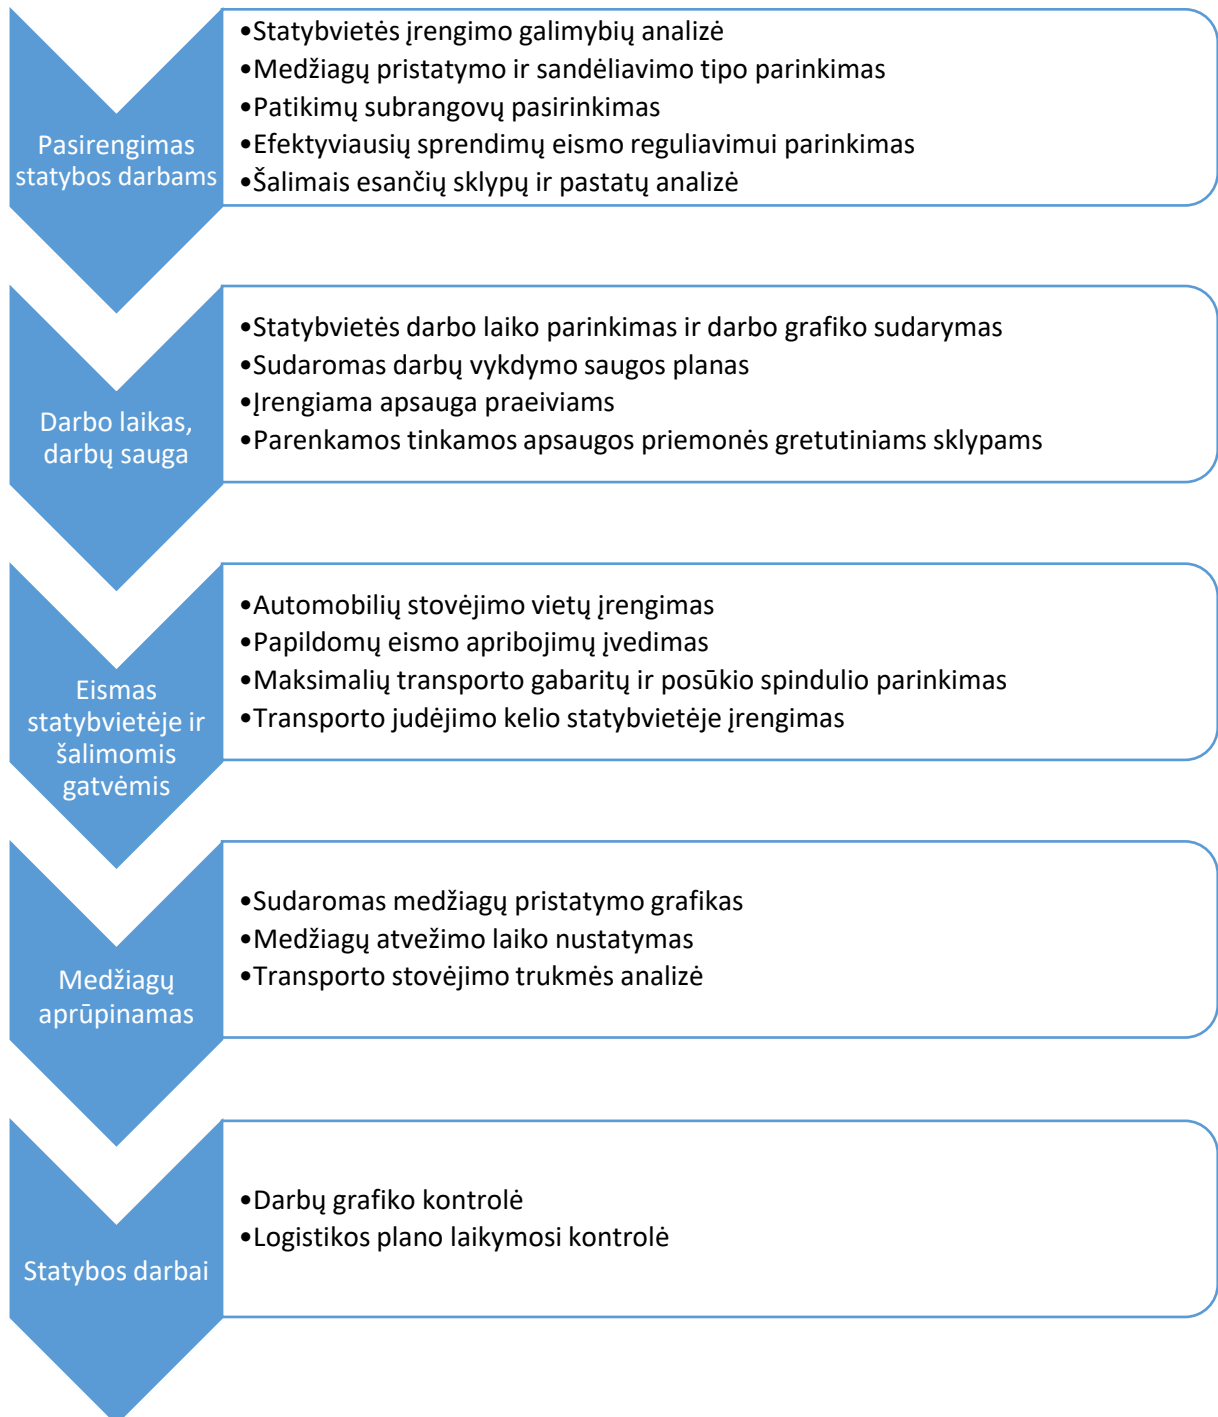 Pasirengimas
statybos darbams
•Statybvietės įrengimo galimybių analizė
•Medžiagų pristatymo ir sandėliavimo tipo parinkimas
•Patikimų subrangovų pasirinkimas
•Efektyviausių sprendimų eismo reguliavimui parinkimas
•Šalimais esančių sklypų ir pastatų analizė
Darbo laikas,
darbų sauga
•Statybvietės darbo laiko parinkimas ir darbo grafiko sudarymas
•Sudaromas darbų vykdymo saugos planas
•Įrengiama apsauga praeiviams
•Parenkamos tinkamos apsaugos priemonės gretutiniams sklypams
Eismas
statybvietėje ir
šalimomis
gatvėmis
•Automobilių stovėjimo vietų įrengimas
•Papildomų eismo apribojimų įvedimas
•Maksimalių transporto gabaritų ir posūkio spindulio parinkimas
•Transporto judėjimo kelio statybvietėje įrengimas
Medžiagų
aprūpinamas
•Sudaromas medžiagų pristatymo grafikas
•Medžiagų atvežimo laiko nustatymas
•Transporto stovėjimo trukmės analizė
Statybos darbai
•Darbų grafiko kontrolė
•Logistikos plano laikymosi kontrolė